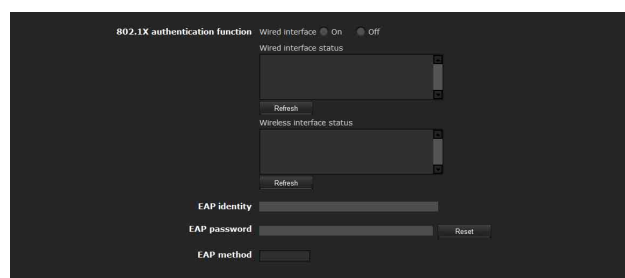 802.1X authentication function Wired interface On Off
Wired interface status
Refresh
Wireless interface status
Refresh
EAP identity
EAP password Reset
EAP method